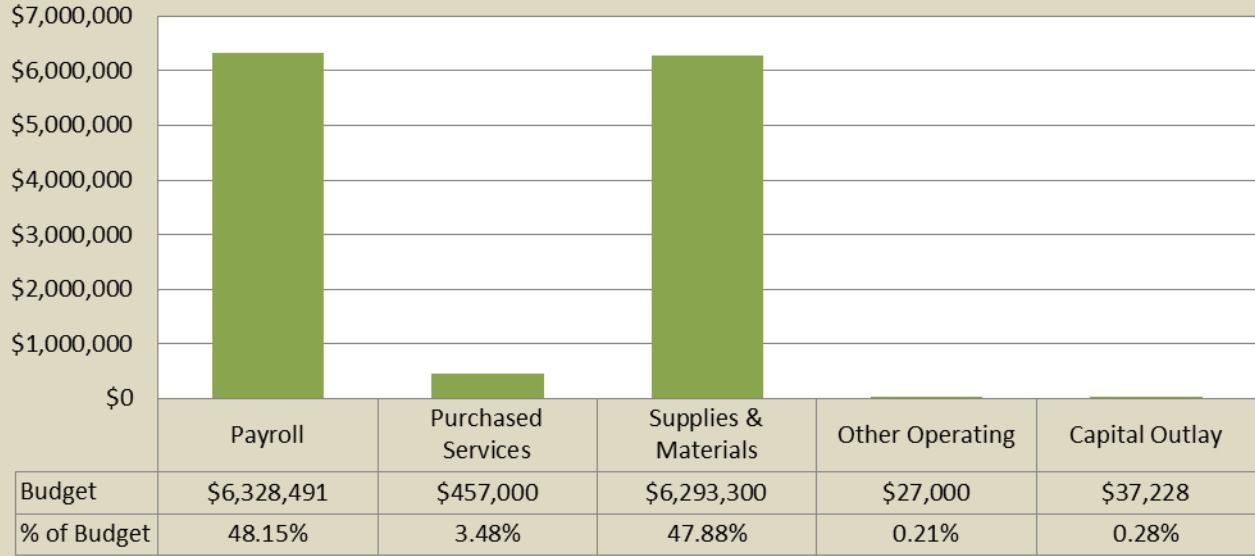 $7,000,000
$6,000,000
$5,000,000
$4,000,000
$3,000,000
$2,000,000
$1,000,000
$0
Payroll
Purchased
Services
Supplies &
Materials
Other Operating
Capital Outlay
Budget $6,328,491 $457,000 $6,293,300 $27,000 $37,228
% of Budget 48.15% 3.48% 47.88% 0.21% 0.28%